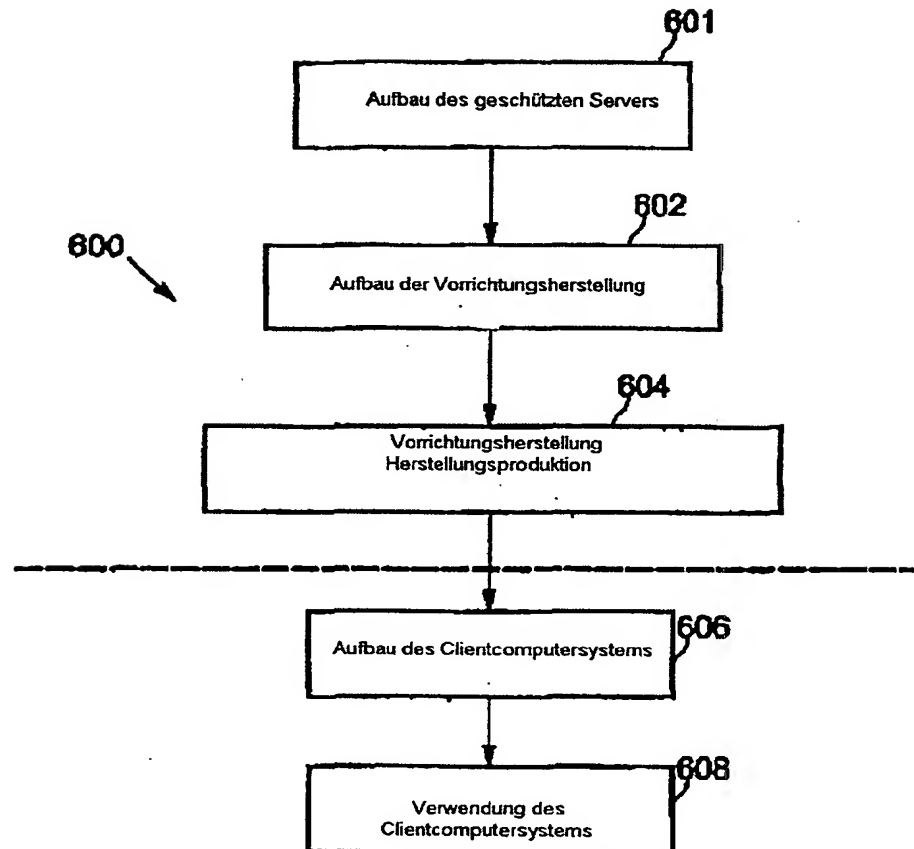 601
Aufbau des geschützten Servers
602
600
Aufbau der Vorrichtungsherstellung
604
Vorrichtungsherstellung
Herstellungsproduktion
606
Aufbau des Clientcomputersystems
608
Verwendung des
Clientcomputersystems